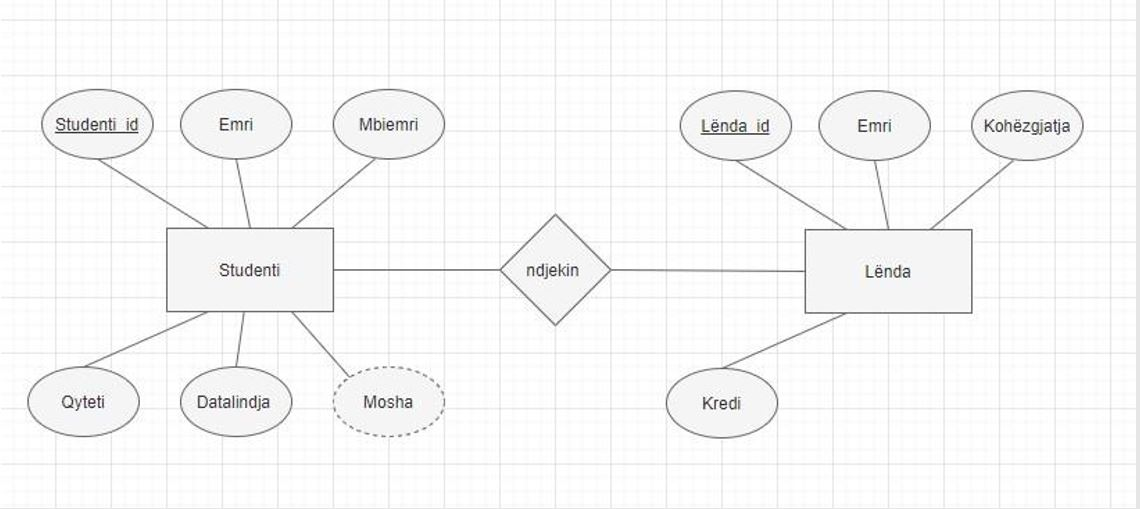 Studenti_id
Emri
Mbiemri
Lënda_id
Emri
Kohëzgjatja
Studenti
ndjekin
Lënda
Qyteti
Datalindja
Mosha
Kredi